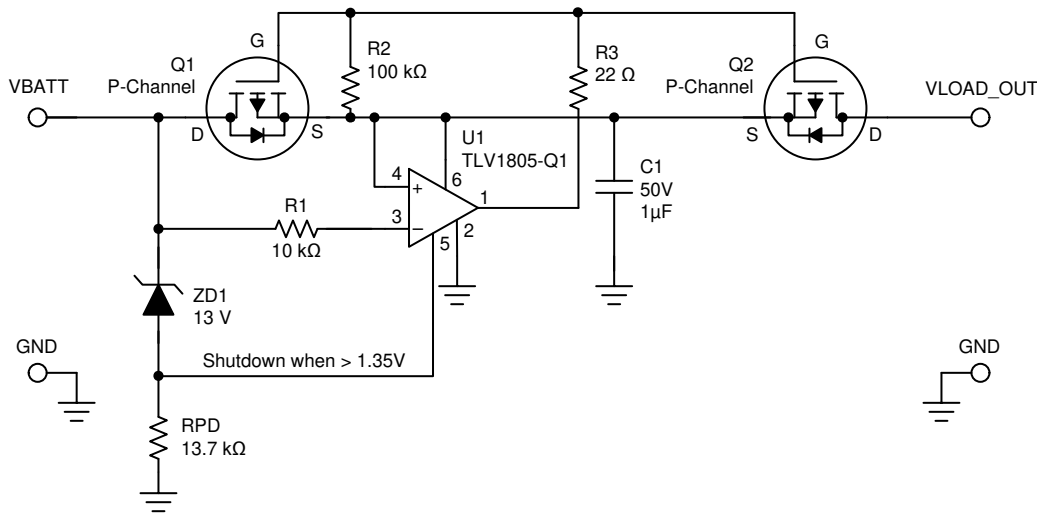 G
R2
100 kΩ
R3
22 Ω
G
Q1
P-Channel
Q2
P-Channel
VBATT
VLOAD_OUT
D
S
S
D
U1
TLV1805-Q1
4
+
6
1
C1
50V
1µF
R1
10 kΩ
3
−
5
2
ZD1
13 V
GND
GND
Shutdown when > 1.35V
RPD
13.7 kΩ